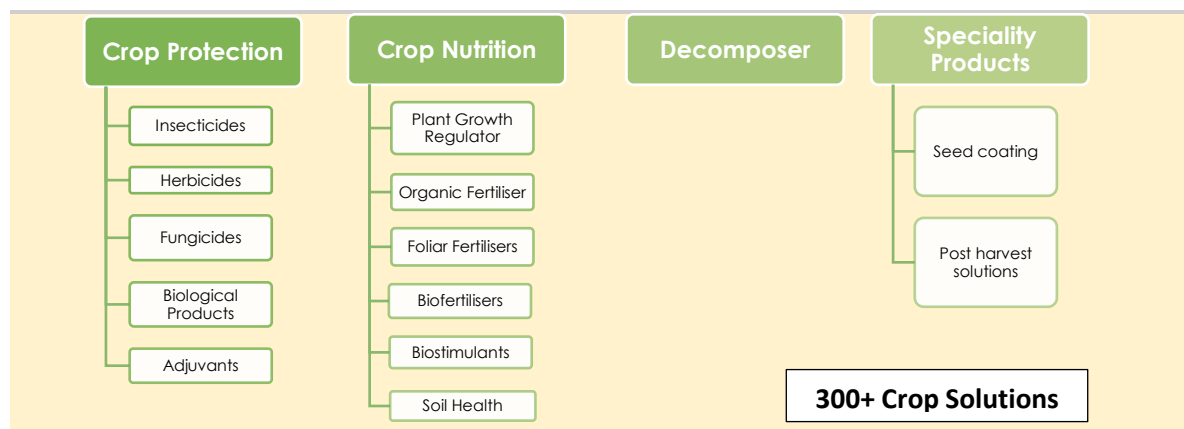 Crop Protection
Insecticides
Herbicides
Fungicides
Biological
Products
Adjuvants
Crop Nutrition
Plant Growth
Regulator
Organic Fertiliser
Foliar Fertilisers
Biofertilisers
Biostimulants
Soil Health
Decomposer
Speciality
Products
Seed coating
Post harvest
solutions
300+ Crop Solutions